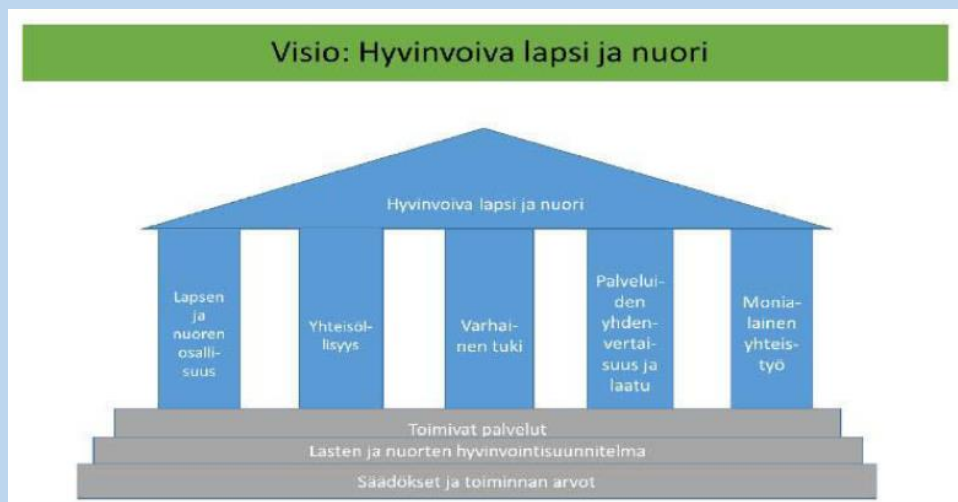 Visio: Hyvinvoiva lapsi ja nuori
Hyvinvoiva lapsi ja nuori
Lapsen
ja
nuoren
osalli-
suus
Yhteisöl-
lisyys
Varhai-
nen tuki
Palvelui-
den
yhden-
vertai-
suus ja
laatu
Monia-
lainen
yhteis-
työ
Toimivat palvelut
Lasten ja nuorten hyvinvointisuunnitelma
Säädökset ja toiminnan arvot